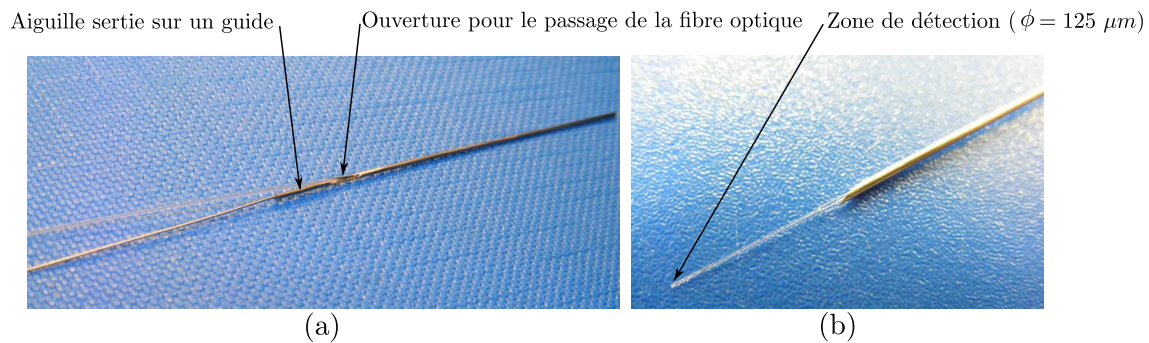 Aiguille sertie sur un guide
Ouverture pour le passage de la fibre optique
Zone de détection ( ϕ = 125 μm)
(a)
(b)